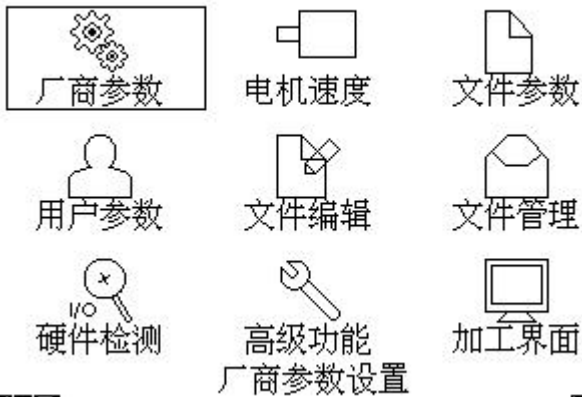 厂商参数 电机速度 文件参数
用户参数 文件编辑 文件管理
I/O
硬件检测 高级功能 加工界面
厂商参数设置